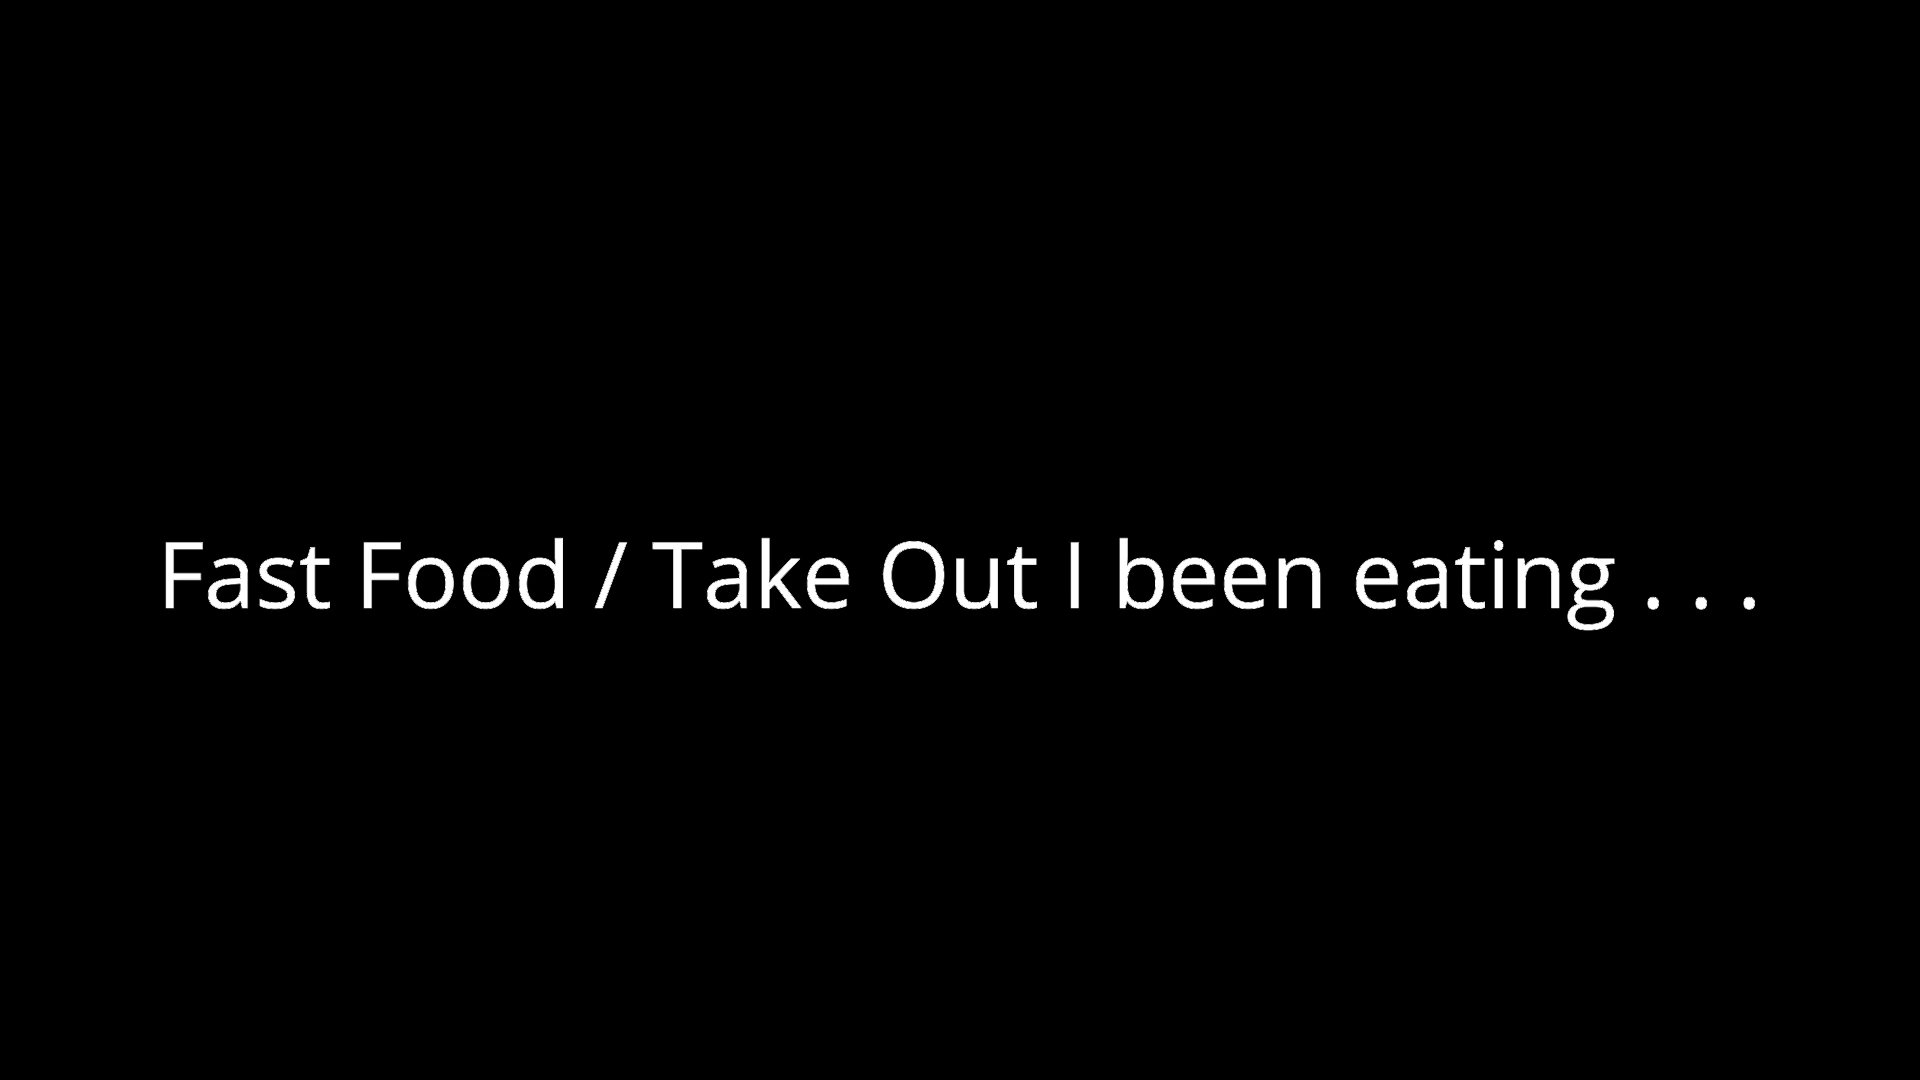 Fast Food / Take Out I been eating . . .